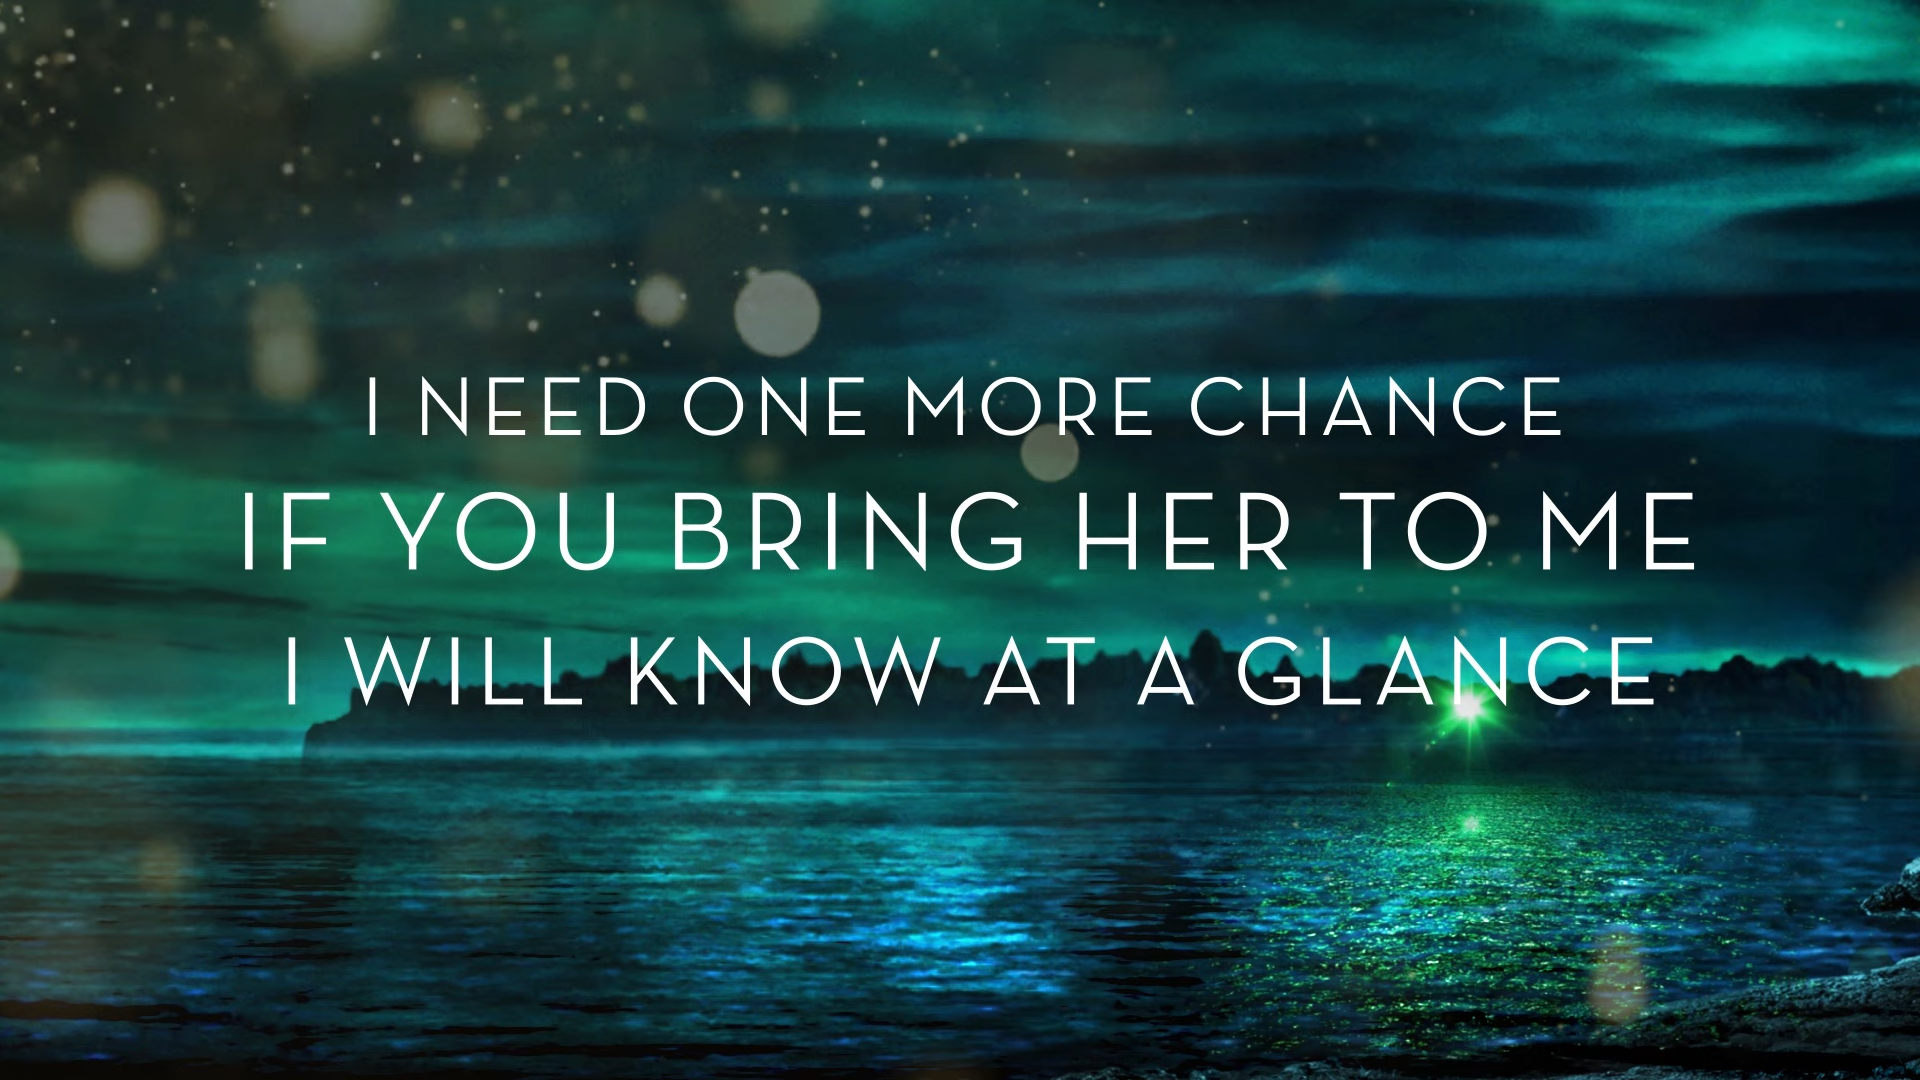 I NEED ONE MORE CHANCE
IF YOU BRING HER TO ME
I WILL KNOW AT A GLANCE